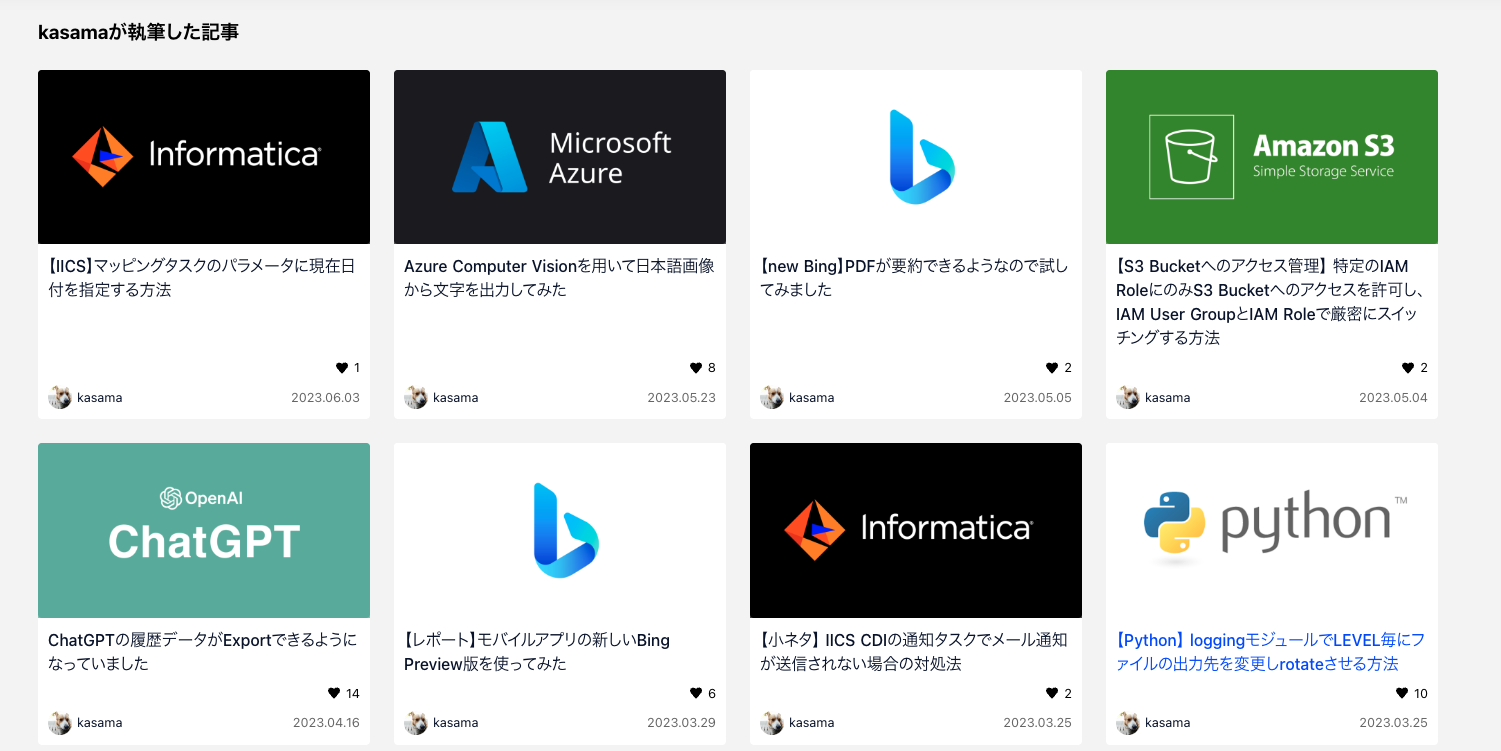 kasamaが執筆した記事
Informatica
【IICS】マッピングタスクのパラメータに現在日
付を指定する方法
1
kasama 2023.06.03
Microsoft
Azure
Azure Computer Visionを用いて日本語画像
から文字を出力してみた
8
kasama 2023.05.23
【new Bing】PDFが要約できるようなので試し
てみました
2
kasama 2023.05.05
Amazon S3
Simple Storage Service
【S3 Bucketへのアクセス管理】 特定のIAM
RoleにのみS3 Bucketへのアクセスを許可し、
IAM User GroupとIAM Roleで厳密にスイッ
チングする方法
2
kasama 2023.05.04
OpenAI
ChatGPT
ChatGPTの履歴データがExportできるように
なっていました
14
kasama 2023.04.16
【レポート】モバイルアプリの新しいBing
Preview版を使ってみた
6
kasama 2023.03.29
Informatica
【小ネタ】 IICS CDIの通知タスクでメール通知
が送信されない場合の対処法
2
kasama 2023.03.25
python™
【Python】 loggingモジュールでLEVEL毎にフ
ァイルの出力先を変更しrotateさせる方法
10
kasama 2023.03.25